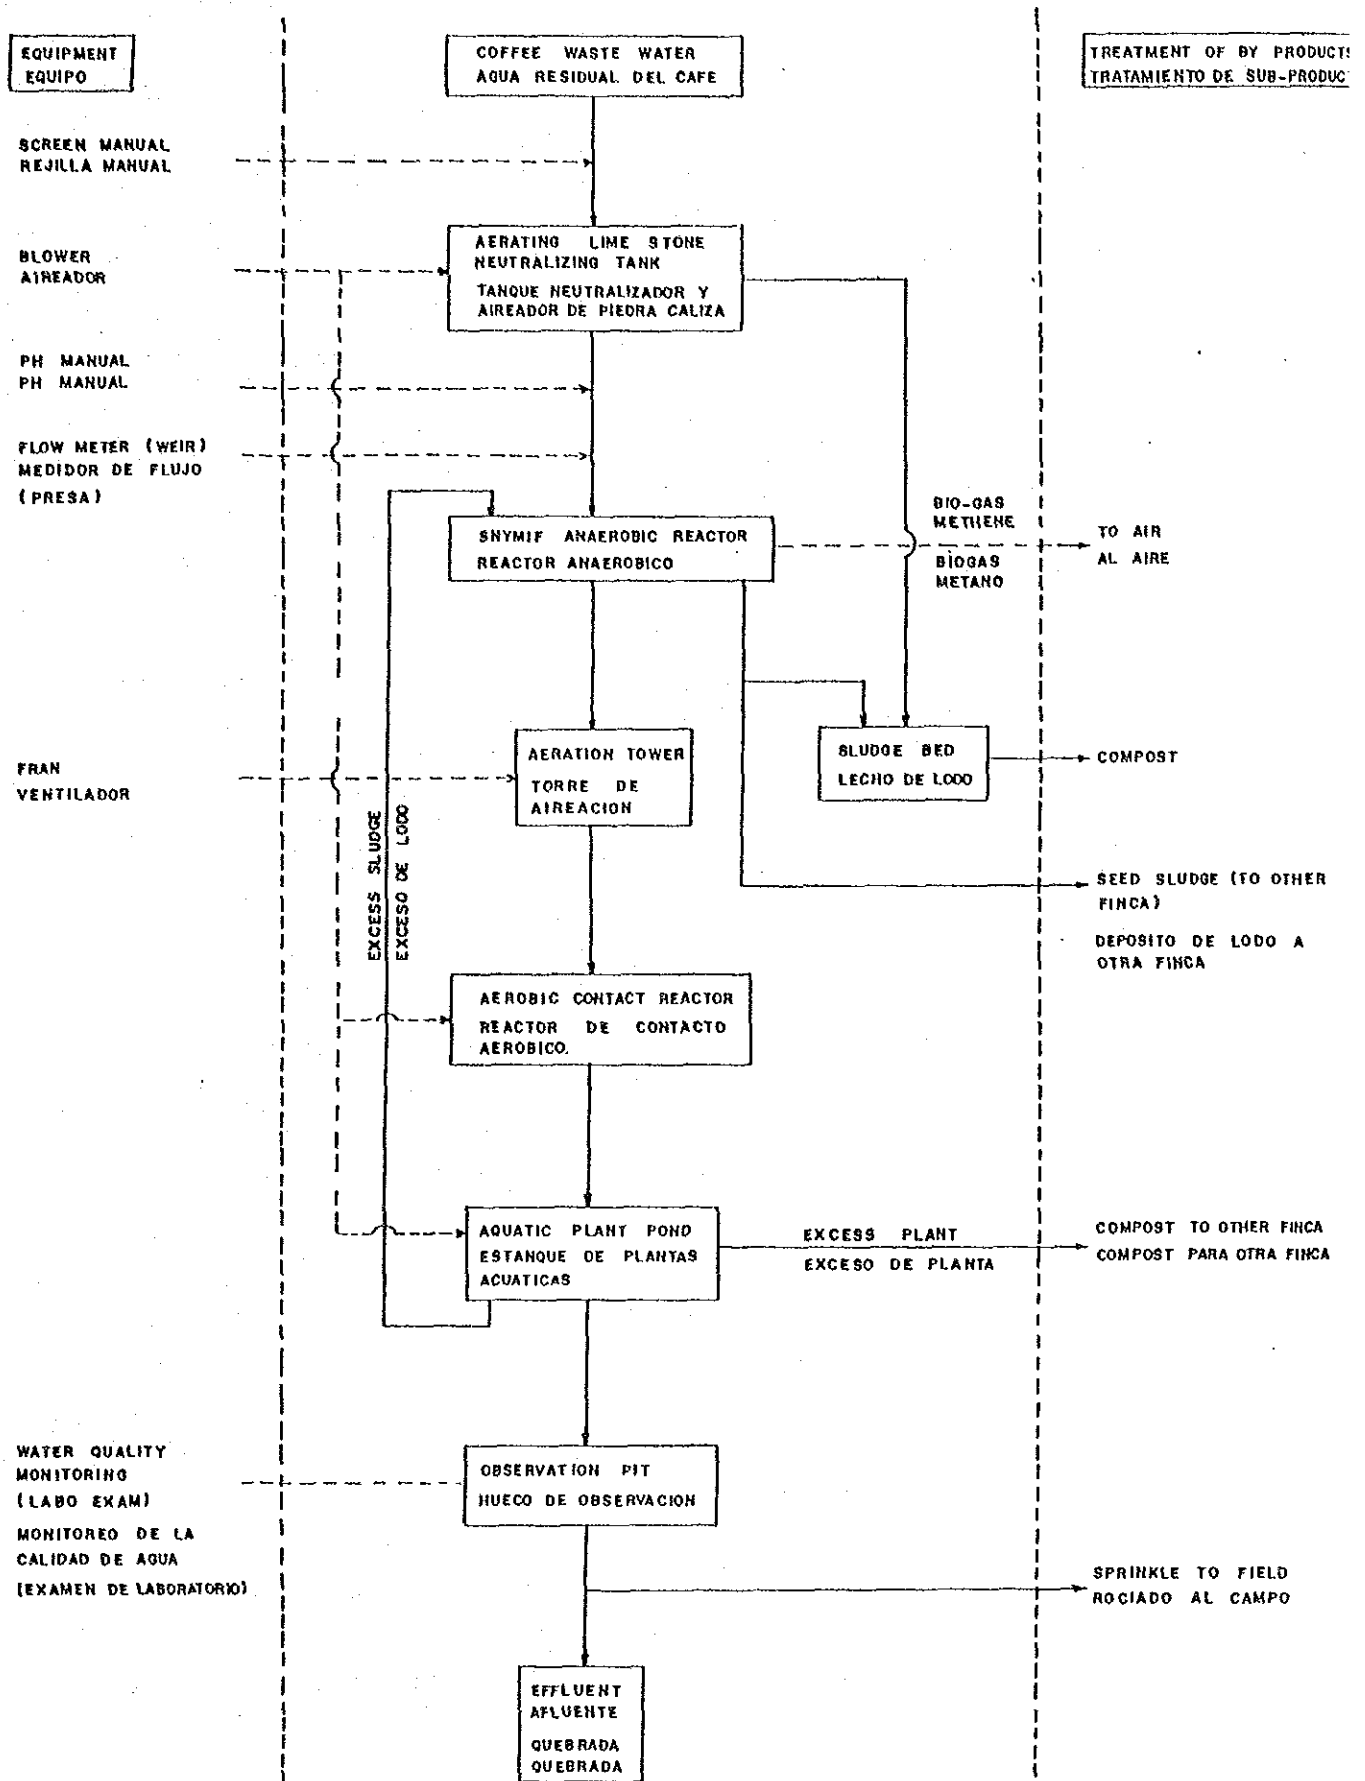 EQUIPMENT
EQUIPO
COFFEE WASTE WATER
AGUA RESIDUAL DEL CAFE
TREATMENT OF BY PRODUCTS
TRATAMIENTO DE SUB-PRODUC
SCREEN MANUAL
REJILLA MANUAL
BLOWER
AIREADOR
AERATING LIME STONE
NEUTRALIZING TANK
TANQUE NEUTRALIZADOR Y
AIREADOR DE PIEDRA CALIZA
PH MANUAL
PH MANUAL
FLOW METER (WEIR)
MEDIDOR DE FLUJO
(PRESA)
SNYMIF ANAEROBIC REACTOR
REACTOR ANAEROBICO
BIO-GAS
METHENE
BIOGAS
METANO
TO AIR
AL AIRE
AERATION TOWER
TORRE DE
AIREACION
SLUDGE BED
LECHO DE LODO
COMPOST
FRAN
VENTILADOR
EXCESS SLUDGE
EXCESO DE LODO
SEED SLUDGE (TO OTHER
FINCA)
DEPOSITO DE LODO A
OTRA FINCA
AEROBIC CONTACT REACTOR
REACTOR DE CONTACTO
AEROBICO.
AQUATIC PLANT POND
ESTANQUE DE PLANTAS
ACUATICAS
EXCESS PLANT
EXCESO DE PLANTA
COMPOST TO OTHER FINCA
COMPOST PARA OTRA FINCA
WATER QUALITY
MONITORING
(LABO EXAM)
MONITOREO DE LA
CALIDAD DE AGUA
(EXAMEN DE LABORATORIO)
OBSERVATION PIT
HUECO DE OBSERVACION
SPRINKLE TO FIELD
ROCIADO AL CAMPO
EFFLUENT
AFLUENTE
QUEBRADA
QUEBRADA